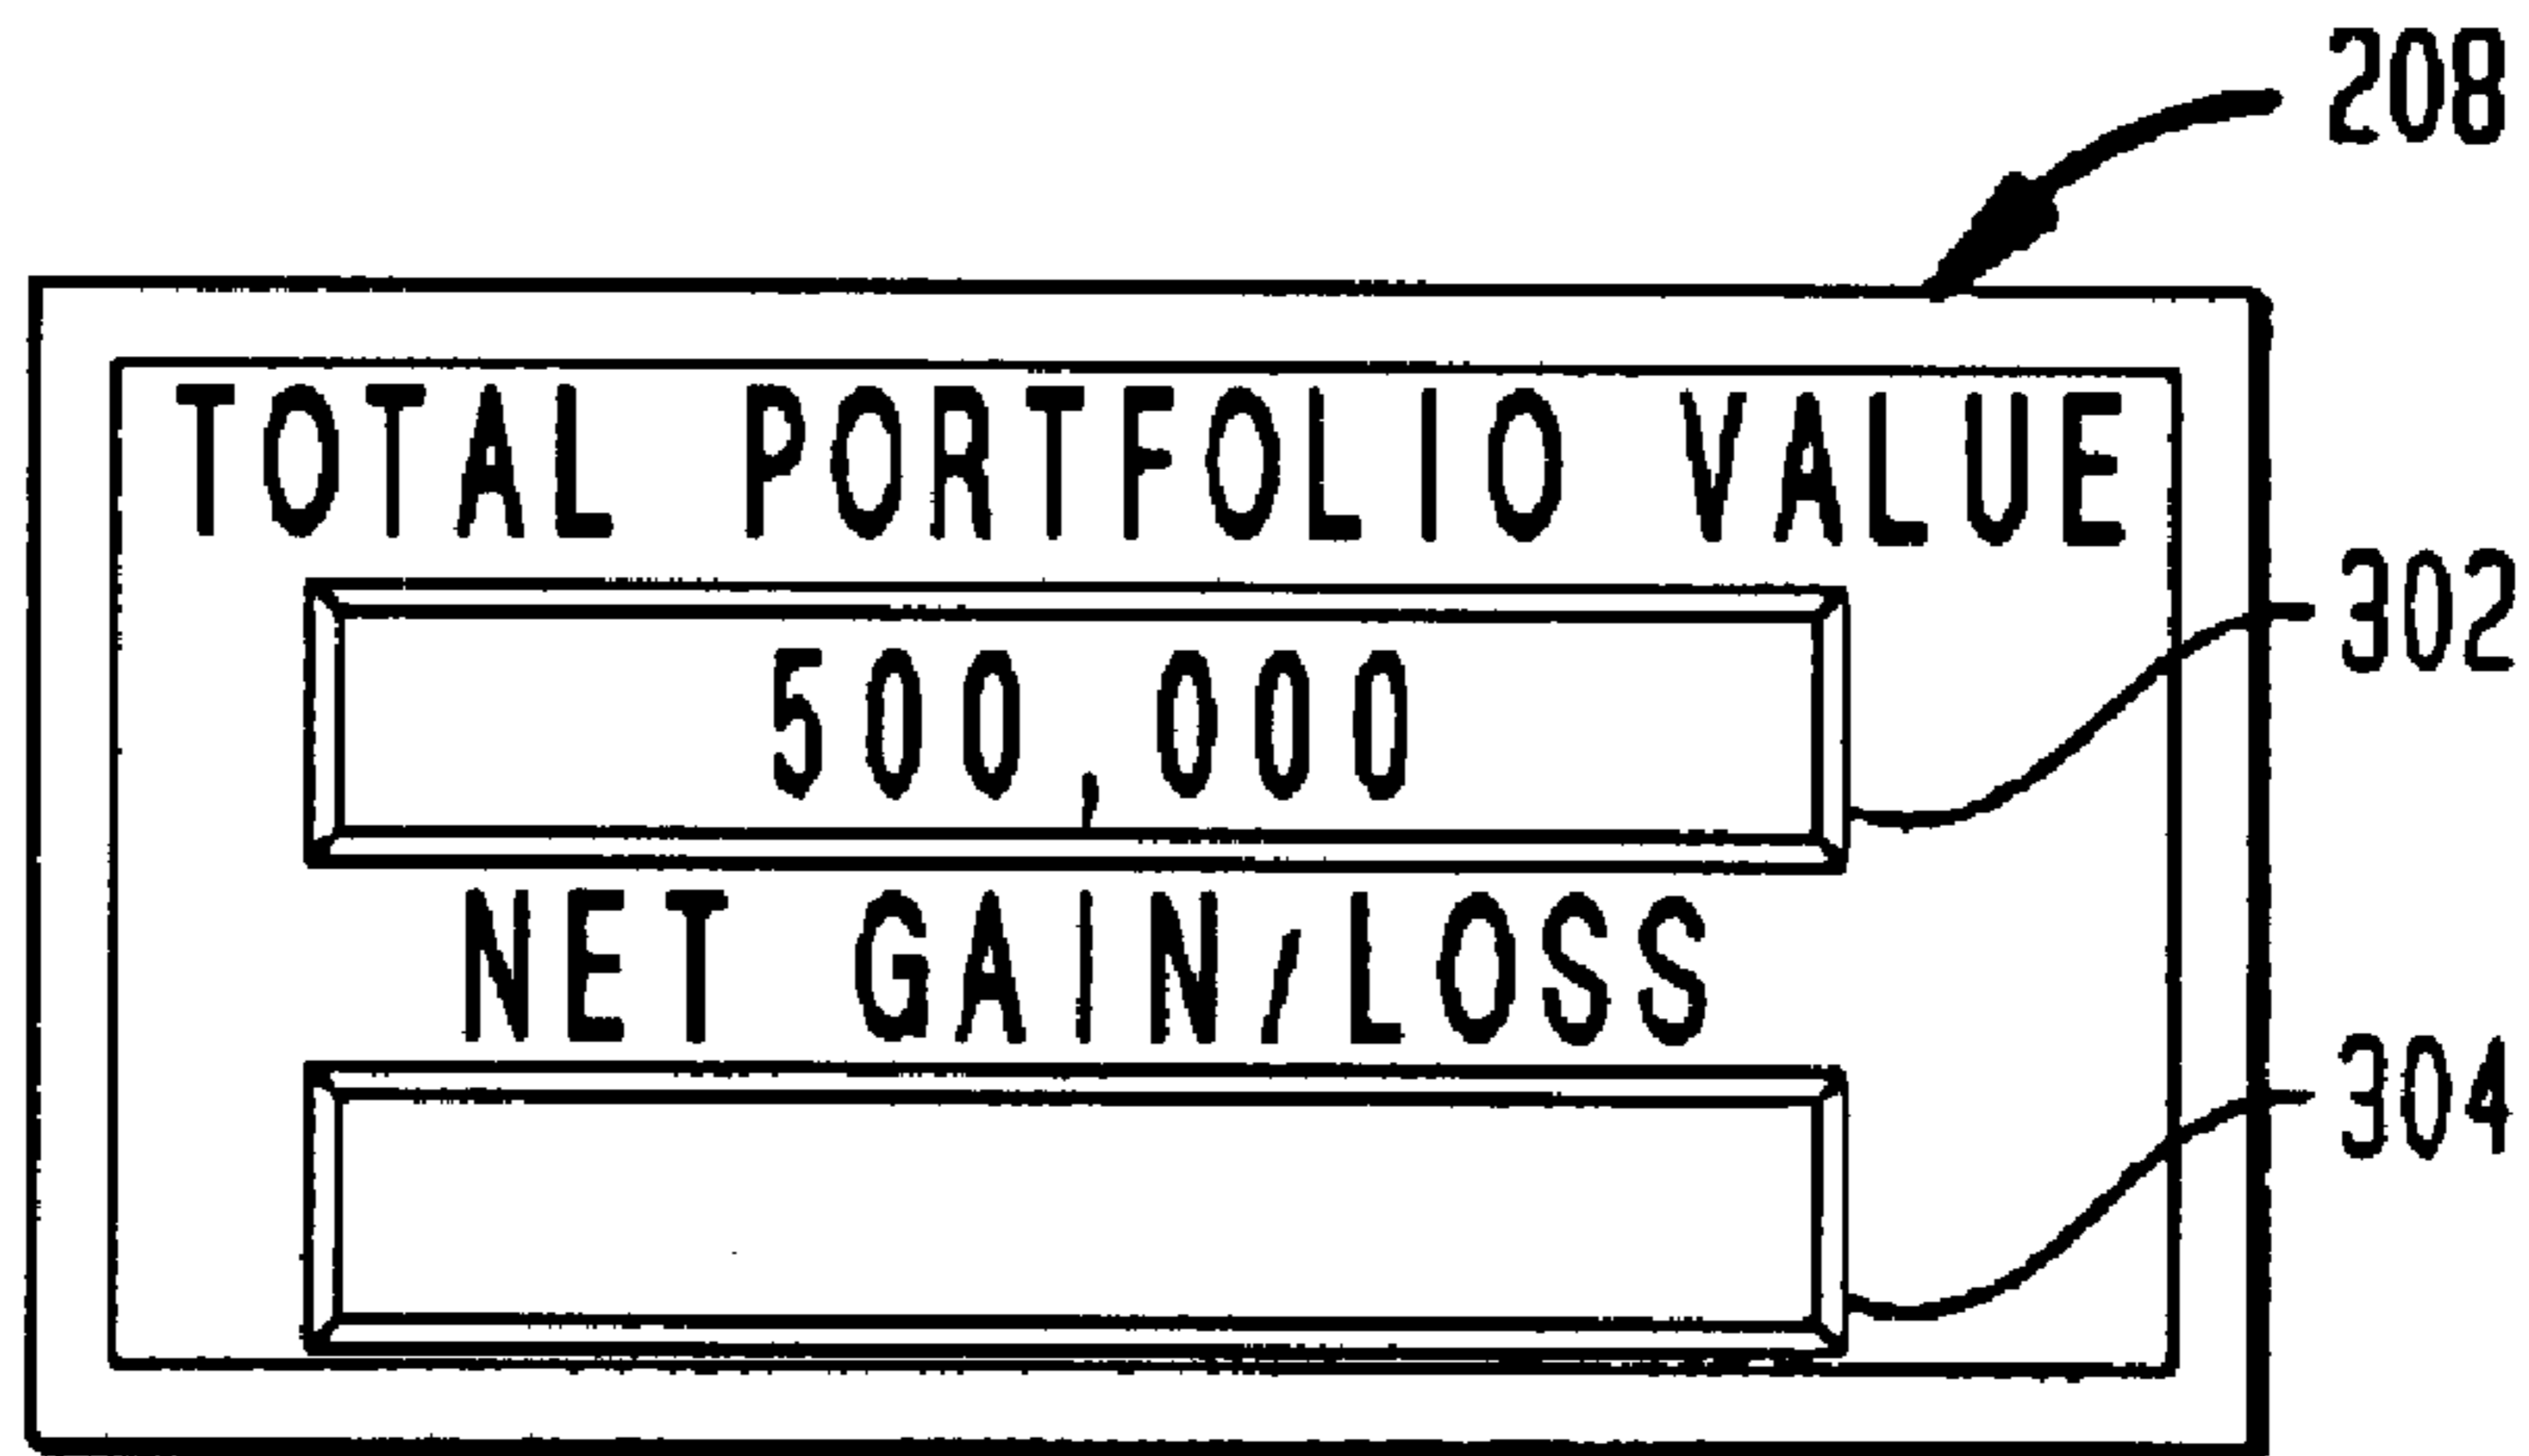 208
TOTAL PORTFOLIO VALUE
302
500,000
NET GAIN/LOSS
304